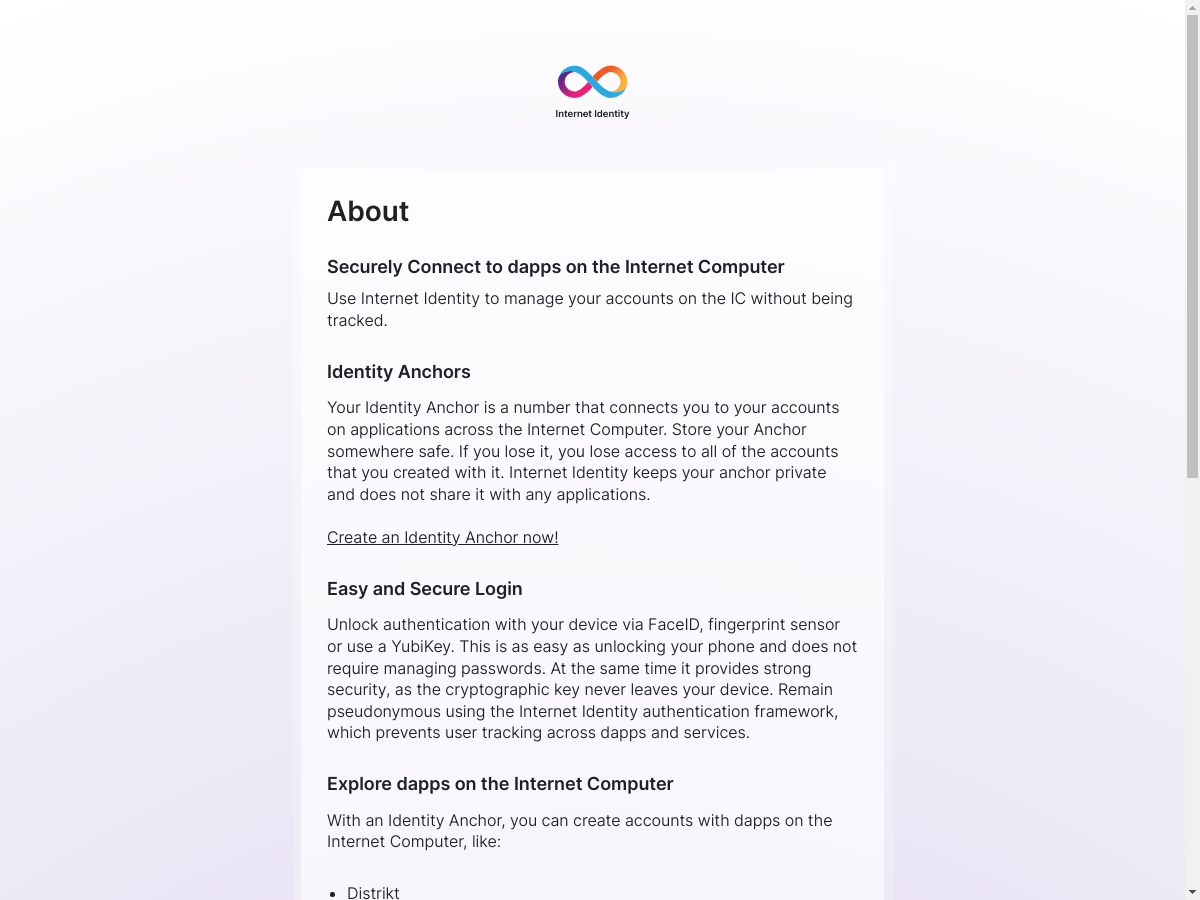 Internet Identity
About
Securely Connect to dapps on the Internet Computer
Use Internet Identity to manage your accounts on the IC without being
tracked.
Identity Anchors
Your Identity Anchor is a number that connects you to your accounts
on applications across the Internet Computer. Store your Anchor
somewhere safe. If you lose it, you lose access to all of the accounts
that you created with it. Internet Identity keeps your anchor private
and does not share it with any applications.
Create an Identity Anchor now!
Easy and Secure Login
Unlock authentication with your device via FaceID, fingerprint sensor
or use a YubiKey. This is as easy as unlocking your phone and does not
require managing passwords. At the same time it provides strong
security, as the cryptographic key never leaves your device. Remain
pseudonymous using the Internet Identity authentication framework,
which prevents user tracking across dapps and services.
Explore dapps on the Internet Computer
With an Identity Anchor, you can create accounts with dapps on the
Internet Computer, like:
• Distrikt